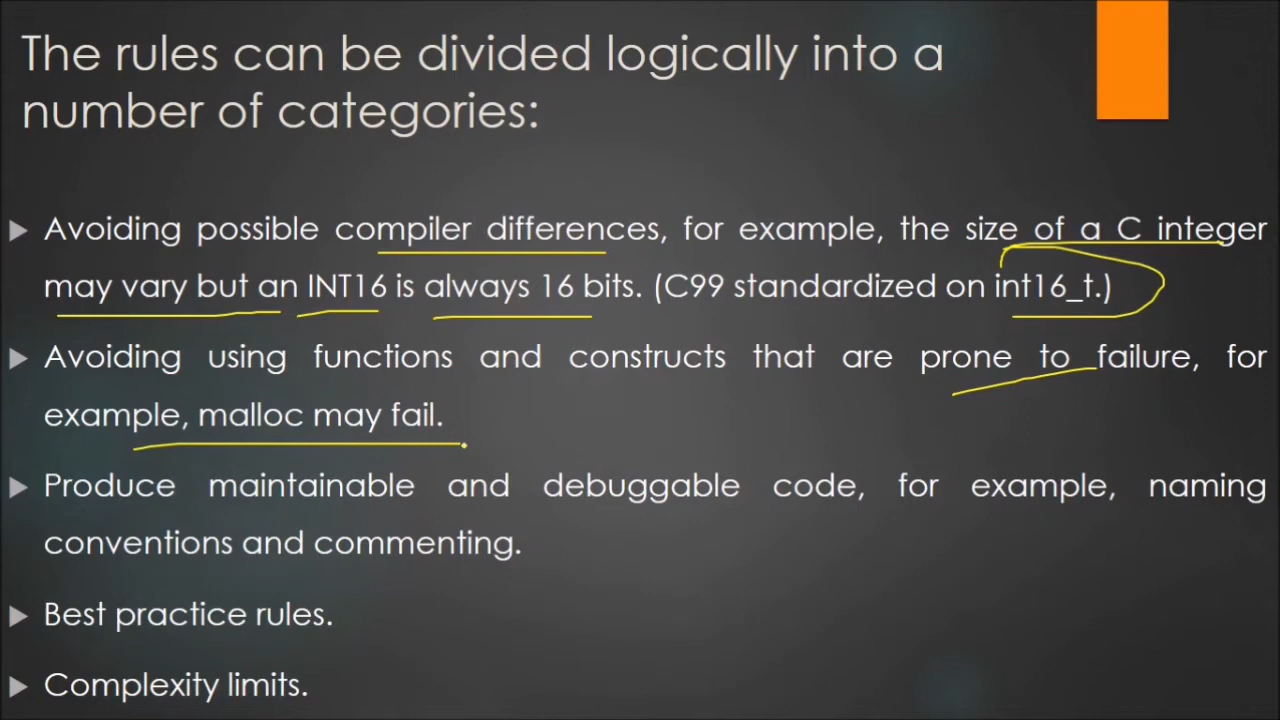 The rules can be divided logically into a
number of categories:
Avoiding possible compiler differences, for example, the size of a C integer
may vary but an INT16 is always 16 bits. (C99 standardized on int16_t.)
Avoiding using functions and constructs that are prone to failure, for
example, malloc may fail.
Produce maintainable and debuggable code, for example, naming
conventions and commenting.
Best practice rules.
Complexity limits.